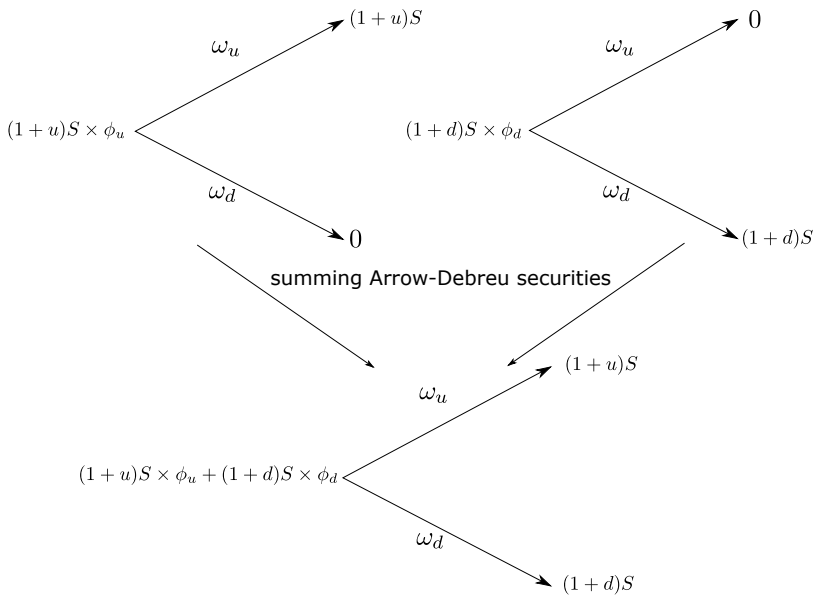 (1 + u)S
0
ω_u
ω_u
(1 + u)S × ϕ_u
(1 + d)S × ϕ_d
ω_d
ω_d
0
(1 + d)S
summing Arrow-Debreu securities
(1 + u)S
ω_u
(1 + u)S × ϕ_u + (1 + d)S × ϕ_d
ω_d
(1 + d)S